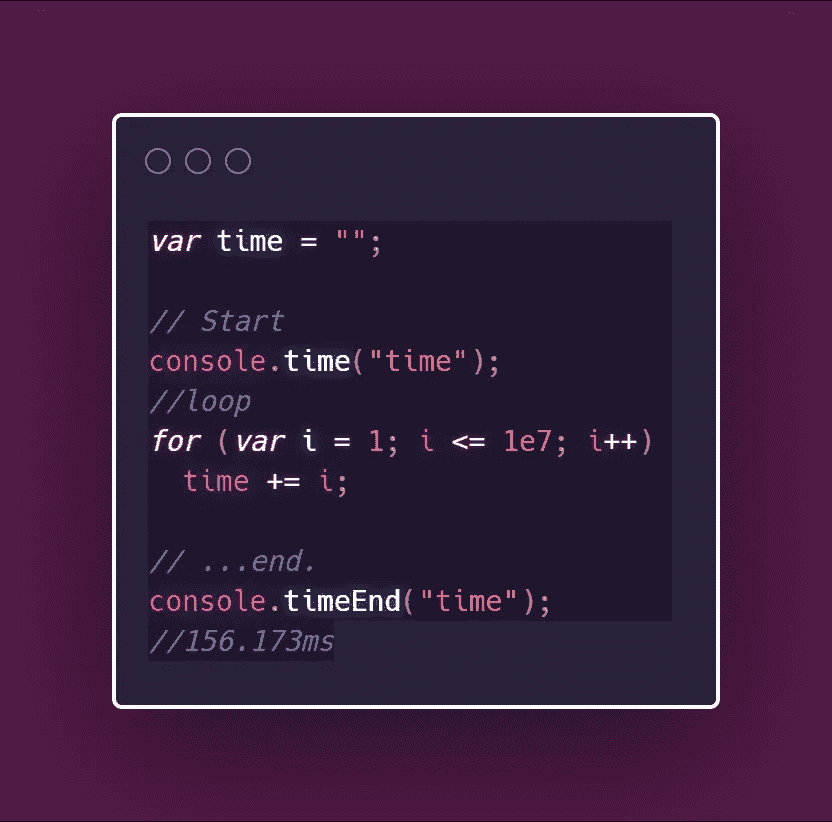 var time = "";
// Start
console.time("time");
//loop
for (var i = 1; i <= 1e7; i++)
  time += i;
// ...end.
console.timeEnd("time");
//156.173ms